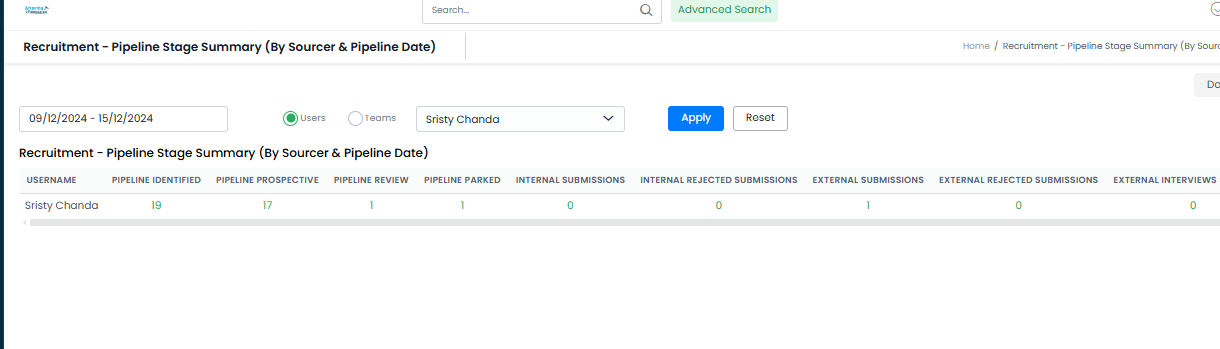 Search...
Advanced Search
Recruitment - Pipeline Stage Summary (By Sourcer & Pipeline Date)
Home / Recruitment - Pipeline Stage Summary (By Sour
Do
09/12/2024 - 15/12/2024
Users
Teams
Sristy Chanda
Apply
Reset
Recruitment - Pipeline Stage Summary (By Sourcer & Pipeline Date)
USERNAME PIPELINE IDENTIFIED PIPELINE PROSPECTIVE PIPELINE REVIEW PIPELINE PARKED INTERNAL SUBMISSIONS INTERNAL REJECTED SUBMISSIONS EXTERNAL SUBMISSIONS EXTERNAL REJECTED SUBMISSIONS EXTERNAL INTERVIEWS
Sristy Chanda 19 17 1 1 0 0 1 0 0